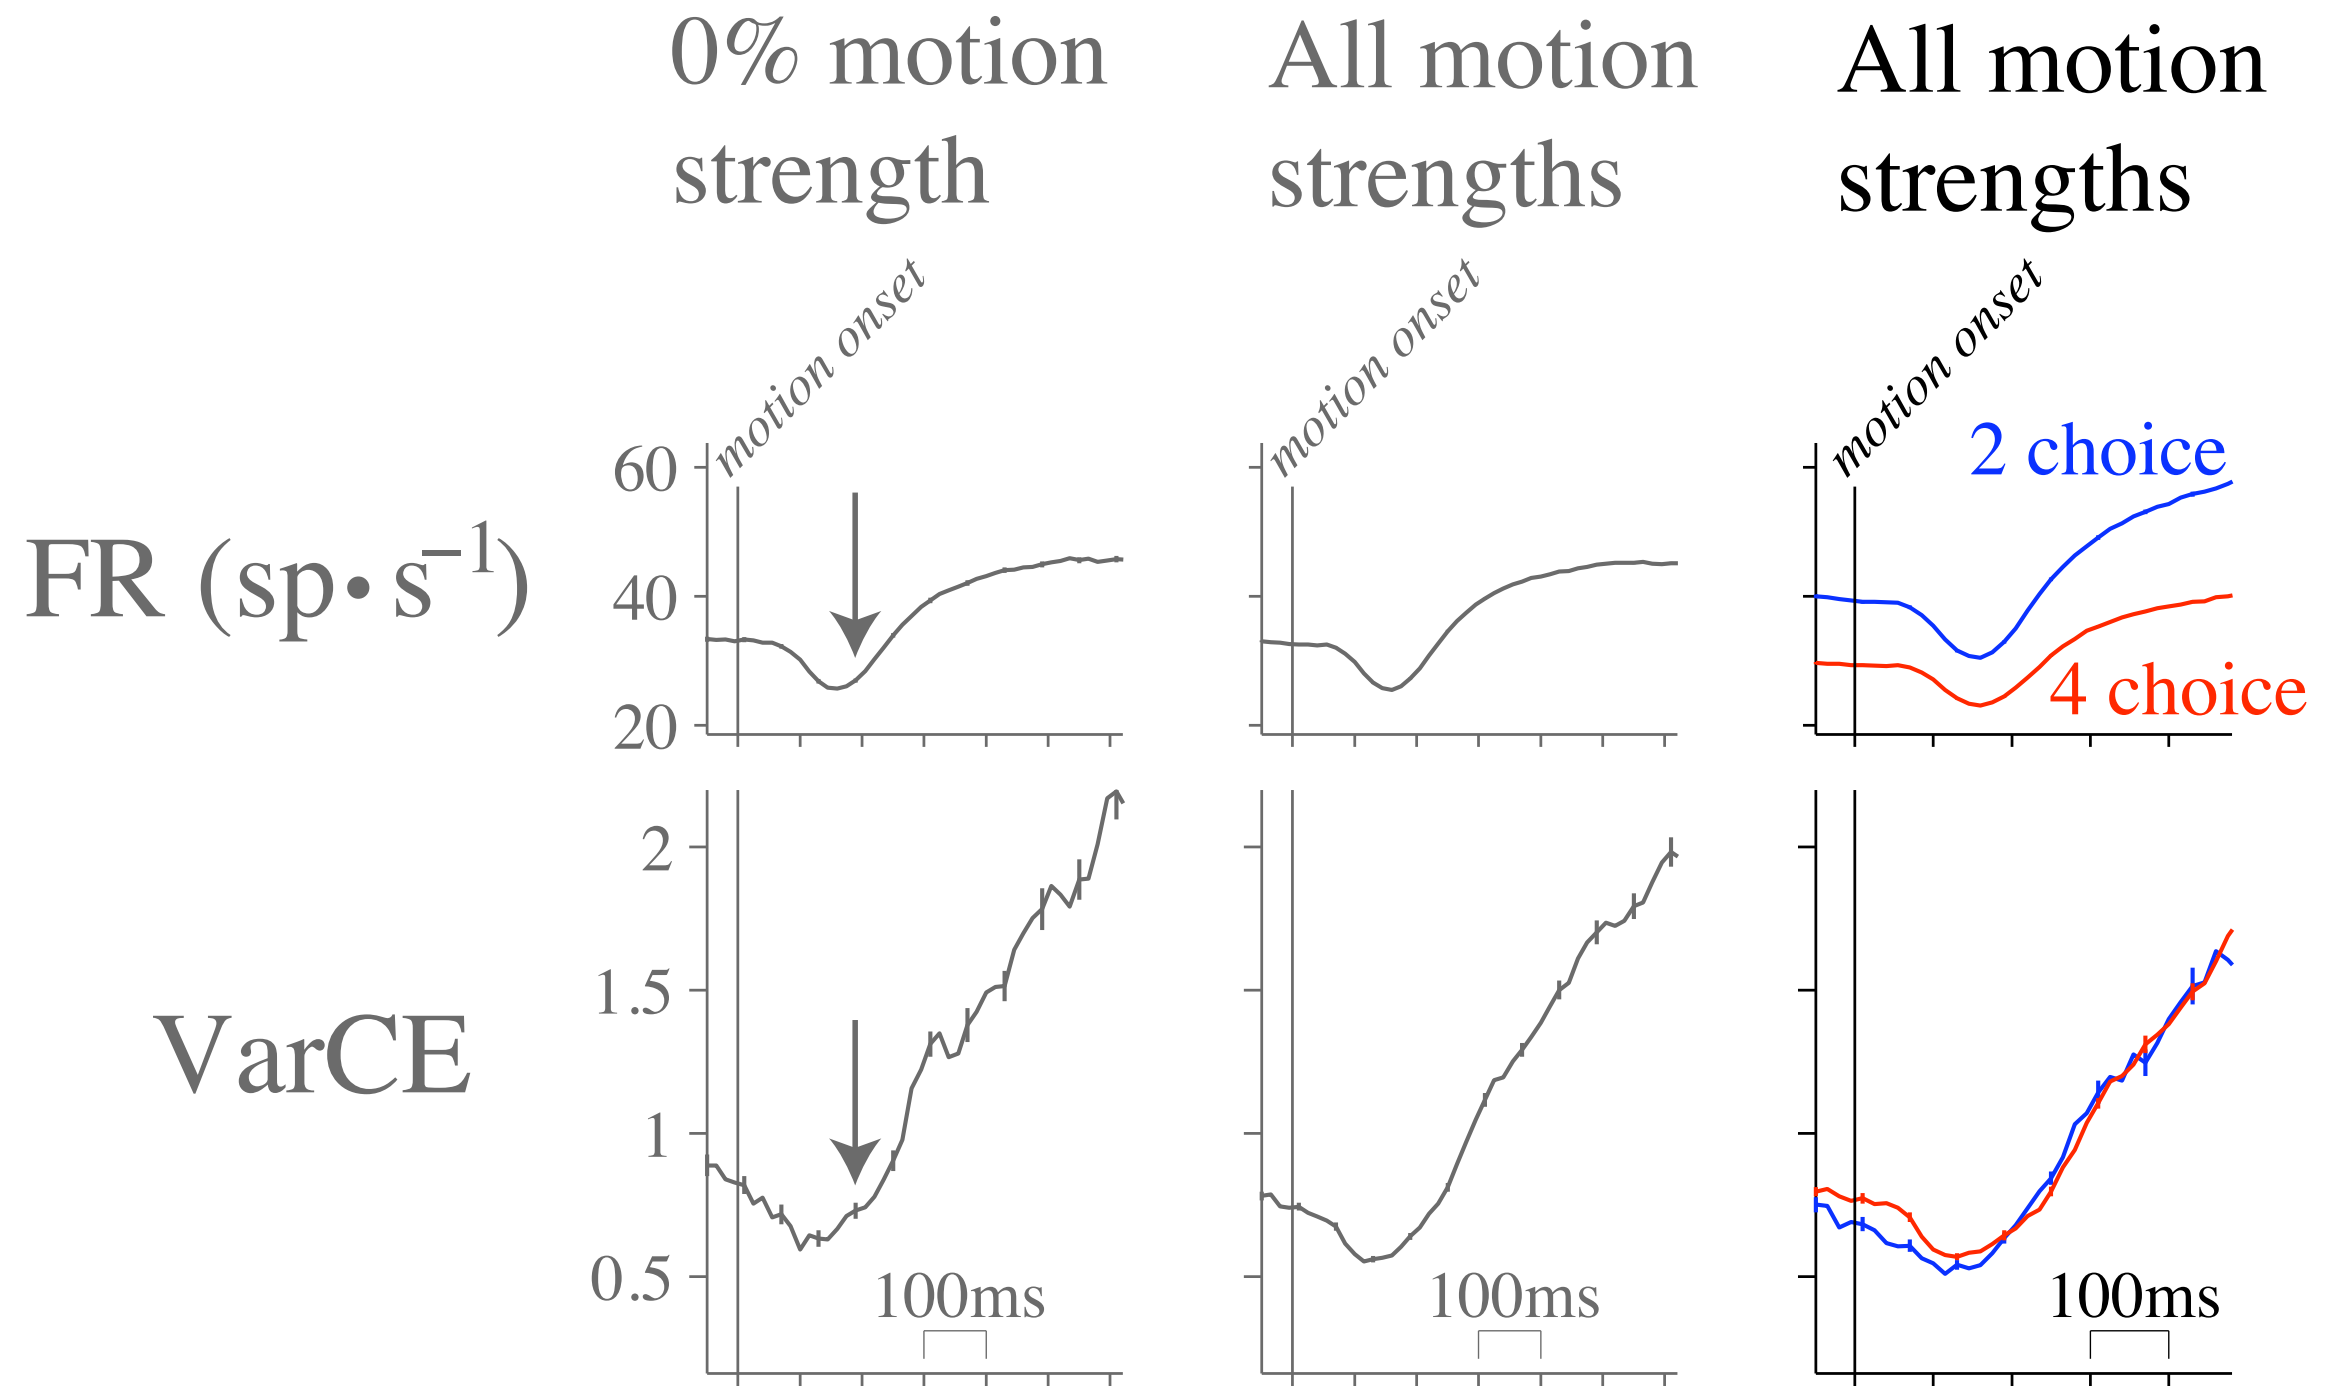 0% motion
strength
All motion
strengths
All motion
strengths
motion onset
motion onset
motion onset
FR (sp• s⁻¹)
60
40
20
2 choice
4 choice
VarCE
2
1.5
1
0.5
100ms
100ms
100ms